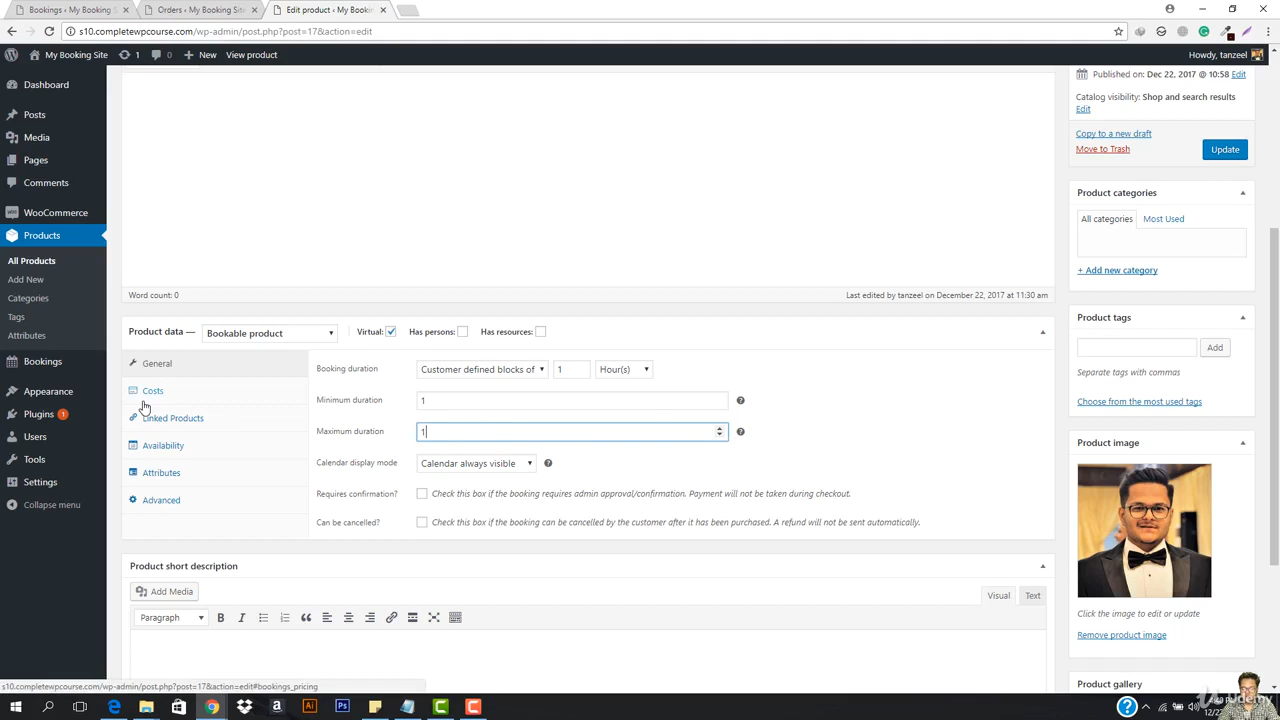 Bookings ‹ My Booking S
Orders ‹ My Booking Site
Edit product ‹ My Bookin
s10.completewpcourse.com/wp-admin/post.php?post=17&action=edit
My Booking Site
1
New
View product
Howdy, tanzeel
Dashboard
Posts
Media
Pages
Comments
WooCommerce
Products
All Products
Add New
Categories
Tags
Attributes
Bookings
Appearance
Plugins 1
Users
Tools
Settings
Collapse menu
Word count: 0
Last edited by tanzeel on December 22, 2017 at 11:30 am
Product data —
Bookable product
Virtual:
Has persons:
Has resources:
General
Costs
Linked Products
Availability
Attributes
Advanced
Booking duration
Customer defined blocks of
1
Hour(s)
Minimum duration
1
Maximum duration
1
Calendar display mode
Calendar always visible
Requires confirmation?
Check this box if the booking requires admin approval/confirmation. Payment will not be taken during checkout.
Can be cancelled?
Check this box if the booking can be cancelled by the customer after it has been purchased. A refund will not be sent automatically.
Product short description
Add Media
Visual
Text
Paragraph
Published on: Dec 22, 2017 @ 10:58 Edit
Catalog visibility: Shop and search results
Edit
Copy to a new draft
Move to Trash
Update
Product categories
All categories
Most Used
+ Add new category
Product tags
Add
Separate tags with commas
Choose from the most used tags
Product image
Click the image to edit or update
Remove product image
Product gallery
s10.completewpcourse.com/wp-admin/post.php?post=17&action=edit#bookings_pricing
Udemy